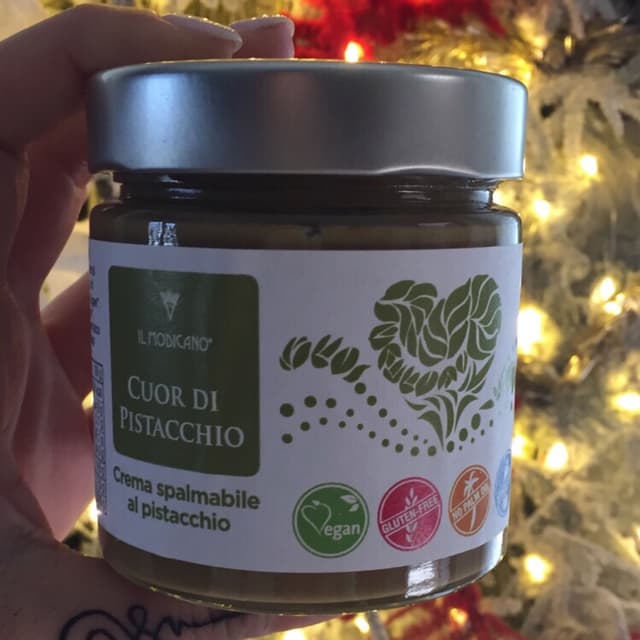 IL MODICANO®
CUOR DI
PISTACCHIO
Crema spalmabile
al pistacchio
Vegan
GLUTEN-FREE
NO PALM OIL